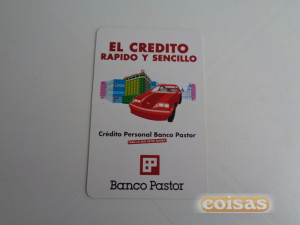 EL CREDITO
RAPIDO Y SENCILLO
Crédito Personal Banco Pastor
Banco Pastor
coisas